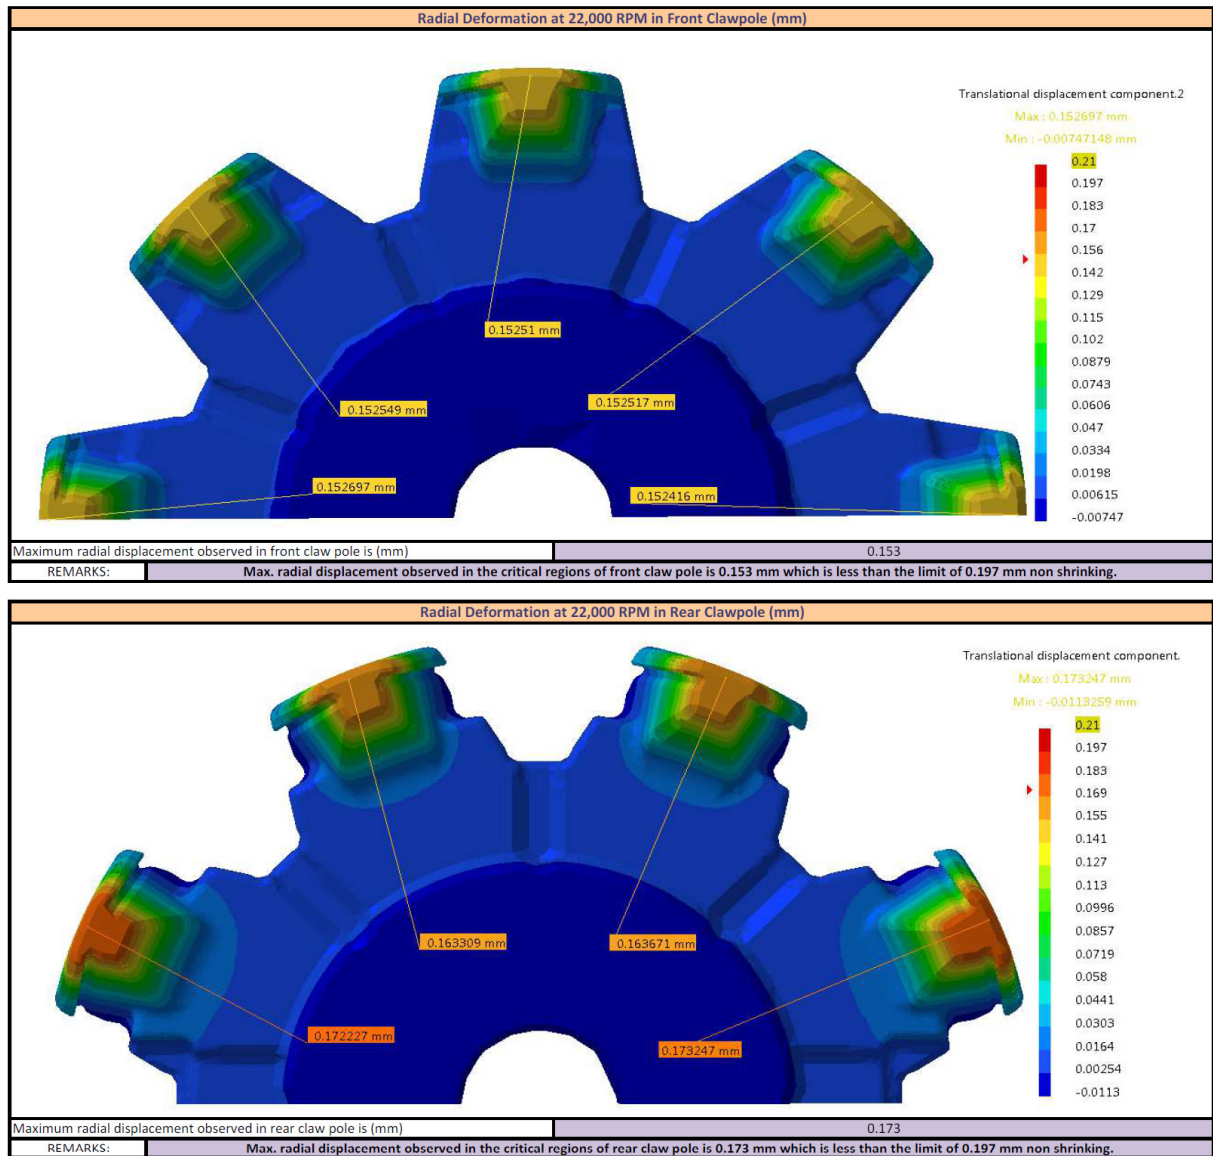 Radial Deformation at 22,000 RPM in Front Clawpole (mm)
Translational displacement component.2
Max : 0.152697 mm
Min : -0.00747148 mm
0.21
0.197
0.183
0.17
0.156
0.142
0.129
0.115
0.102
0.0879
0.0743
0.0606
0.047
0.0334
0.0198
0.00615
-0.00747
0.15251 mm
0.152549 mm
0.152517 mm
0.152697 mm
0.152416 mm
Maximum radial displacement observed in front claw pole is (mm) 0.153
REMARKS: Max. radial displacement observed in the critical regions of front claw pole is 0.153 mm which is less than the limit of 0.197 mm non shrinking.
Radial Deformation at 22,000 RPM in Rear Clawpole (mm)
Translational displacement component.
Max : 0.173247 mm
Min : -0.0113259 mm
0.21
0.197
0.183
0.169
0.155
0.141
0.127
0.113
0.0996
0.0857
0.0719
0.058
0.0441
0.0303
0.0164
0.00254
-0.0113
0.163309 mm
0.163671 mm
0.172227 mm
0.173247 mm
Maximum radial displacement observed in rear claw pole is (mm) 0.173
REMARKS: Max. radial displacement observed in the critical regions of rear claw pole is 0.173 mm which is less than the limit of 0.197 mm non shrinking.